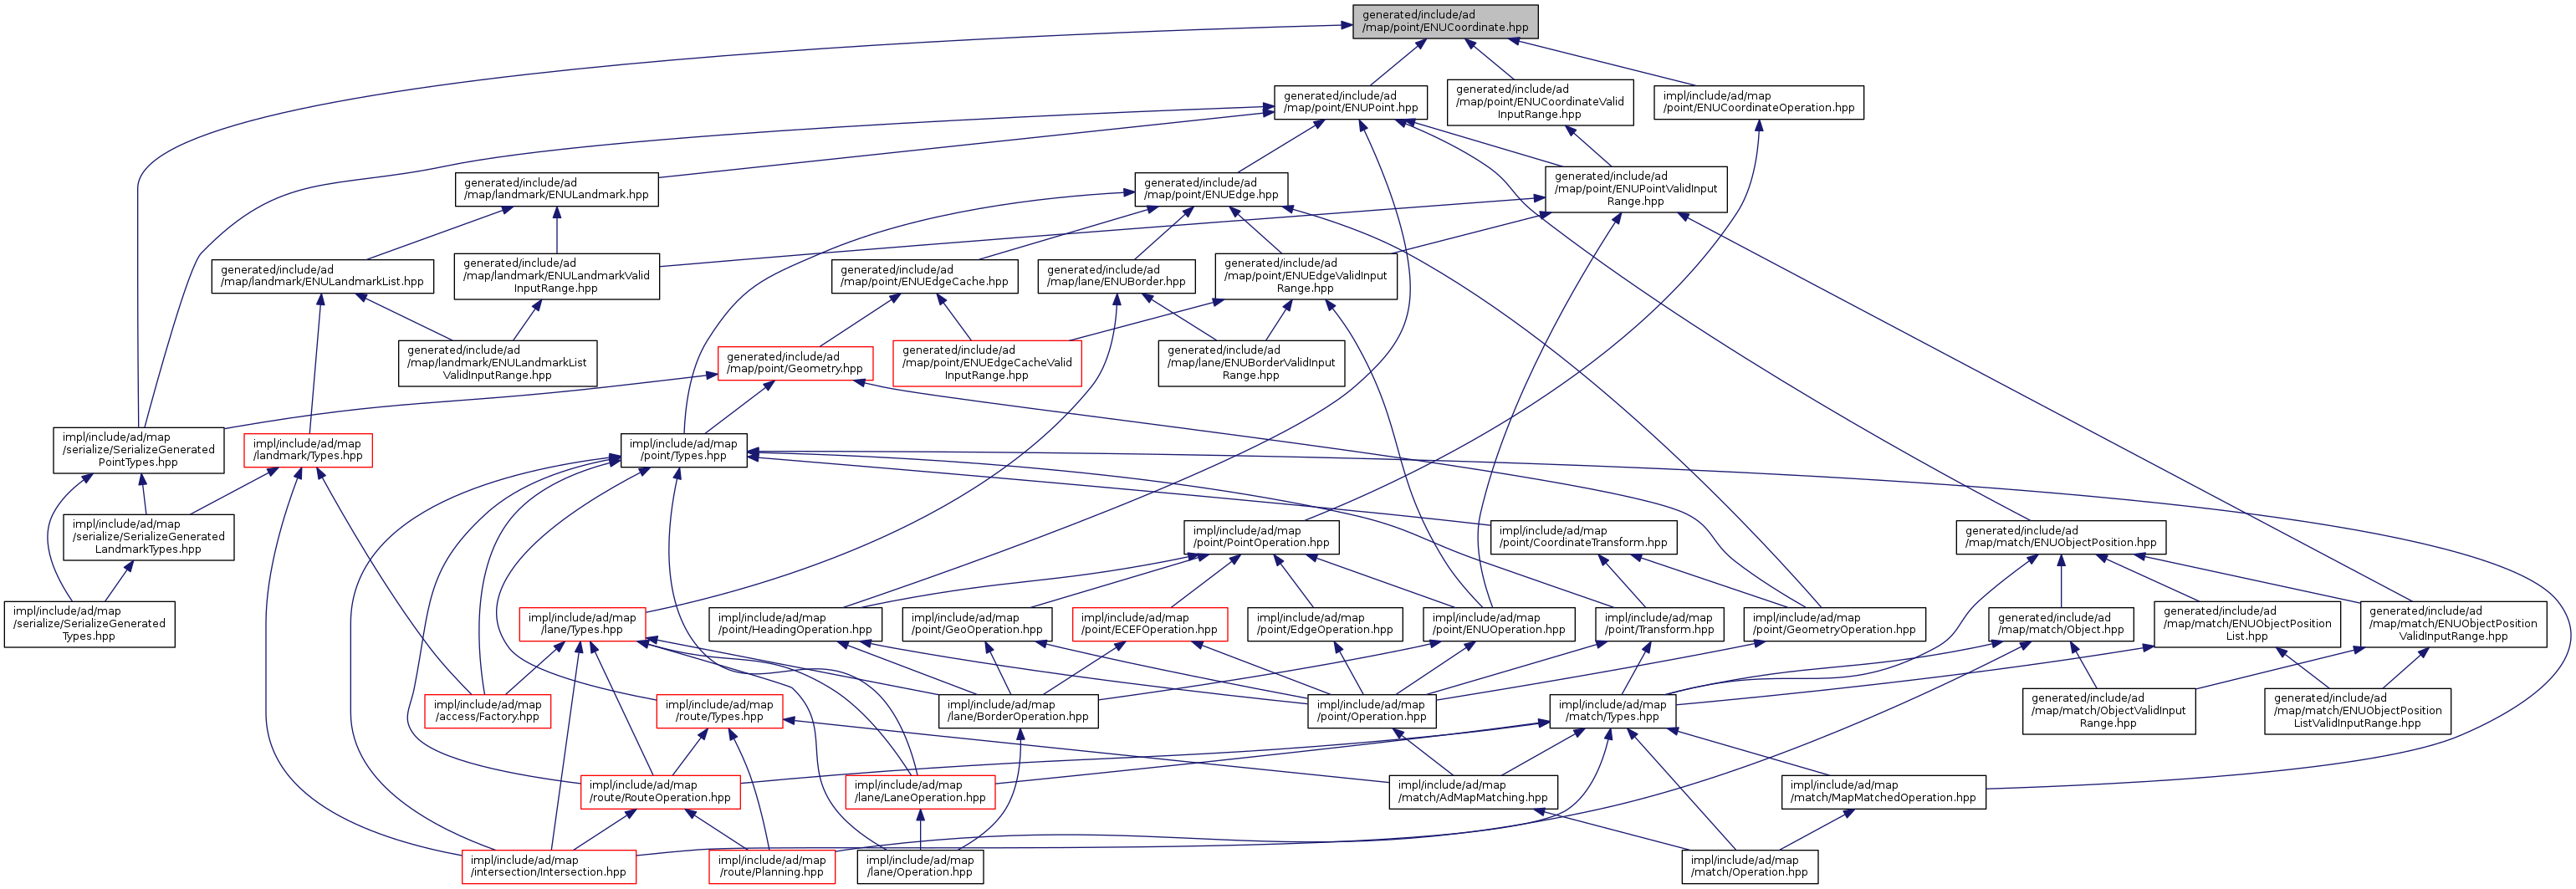 generated/include/ad
/map/point/ENUCoordinate.hpp
generated/include/ad
/map/point/ENUPoint.hpp
generated/include/ad
/map/point/ENUCoordinateValid
InputRange.hpp
impl/include/ad/map
/point/ENUCoordinateOperation.hpp
generated/include/ad
/map/landmark/ENULandmark.hpp
generated/include/ad
/map/point/ENUEdge.hpp
generated/include/ad
/map/point/ENUPointValidInput
Range.hpp
generated/include/ad
/map/landmark/ENULandmarkList.hpp
generated/include/ad
/map/landmark/ENULandmarkValid
InputRange.hpp
generated/include/ad
/map/point/ENUEdgeCache.hpp
generated/include/ad
/map/lane/ENUBorder.hpp
generated/include/ad
/map/point/ENUEdgeValidInput
Range.hpp
generated/include/ad
/map/landmark/ENULandmarkList
ValidInputRange.hpp
generated/include/ad
/map/point/Geometry.hpp
generated/include/ad
/map/point/ENUEdgeCacheValid
InputRange.hpp
generated/include/ad
/map/lane/ENUBorderValidInput
Range.hpp
impl/include/ad/map
/serialize/SerializeGenerated
PointTypes.hpp
impl/include/ad/map
/landmark/Types.hpp
impl/include/ad/map
/point/Types.hpp
impl/include/ad/map
/serialize/SerializeGenerated
LandmarkTypes.hpp
impl/include/ad/map
/point/PointOperation.hpp
impl/include/ad/map
/point/CoordinateTransform.hpp
generated/include/ad
/map/match/ENUObjectPosition.hpp
impl/include/ad/map
/serialize/SerializeGenerated
Types.hpp
impl/include/ad/map
/lane/Types.hpp
impl/include/ad/map
/point/HeadingOperation.hpp
impl/include/ad/map
/point/GeoOperation.hpp
impl/include/ad/map
/point/ECEFOperation.hpp
impl/include/ad/map
/point/EdgeOperation.hpp
impl/include/ad/map
/point/ENUOperation.hpp
impl/include/ad/map
/point/Transform.hpp
impl/include/ad/map
/point/GeometryOperation.hpp
generated/include/ad
/map/match/Object.hpp
generated/include/ad
/map/match/ENUObjectPosition
List.hpp
generated/include/ad
/map/match/ENUObjectPosition
ValidInputRange.hpp
impl/include/ad/map
/access/Factory.hpp
impl/include/ad/map
/route/Types.hpp
impl/include/ad/map
/lane/BorderOperation.hpp
impl/include/ad/map
/point/Operation.hpp
impl/include/ad/map
/match/Types.hpp
generated/include/ad
/map/match/ObjectValidInput
Range.hpp
generated/include/ad
/map/match/ENUObjectPosition
ListValidInputRange.hpp
impl/include/ad/map
/route/RouteOperation.hpp
impl/include/ad/map
/lane/LaneOperation.hpp
impl/include/ad/map
/match/AdMapMatching.hpp
impl/include/ad/map
/match/MapMatchedOperation.hpp
impl/include/ad/map
/intersection/Intersection.hpp
impl/include/ad/map
/route/Planning.hpp
impl/include/ad/map
/lane/Operation.hpp
impl/include/ad/map
/match/Operation.hpp